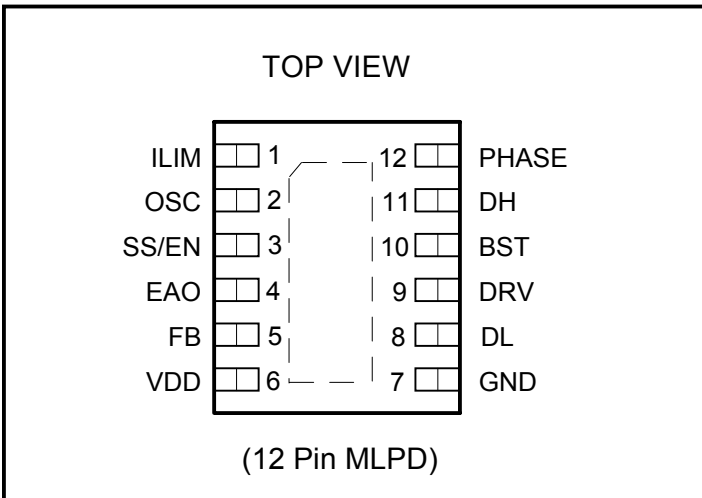 TOP VIEW
ILIM 1 12 PHASE
OSC 2 11 DH
SS/EN 3 10 BST
EAO 4 9 DRV
FB 5 8 DL
VDD 6 7 GND
(12 Pin MLPD)